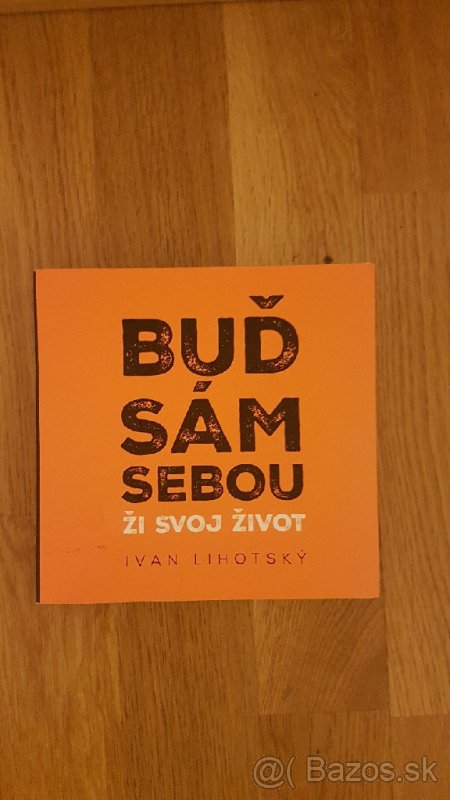 BUĎ
SÁM
SEBOU
ŽI SVOJ ŽIVOT
IVAN LIHOTSKÝ
@( Bazos.sk